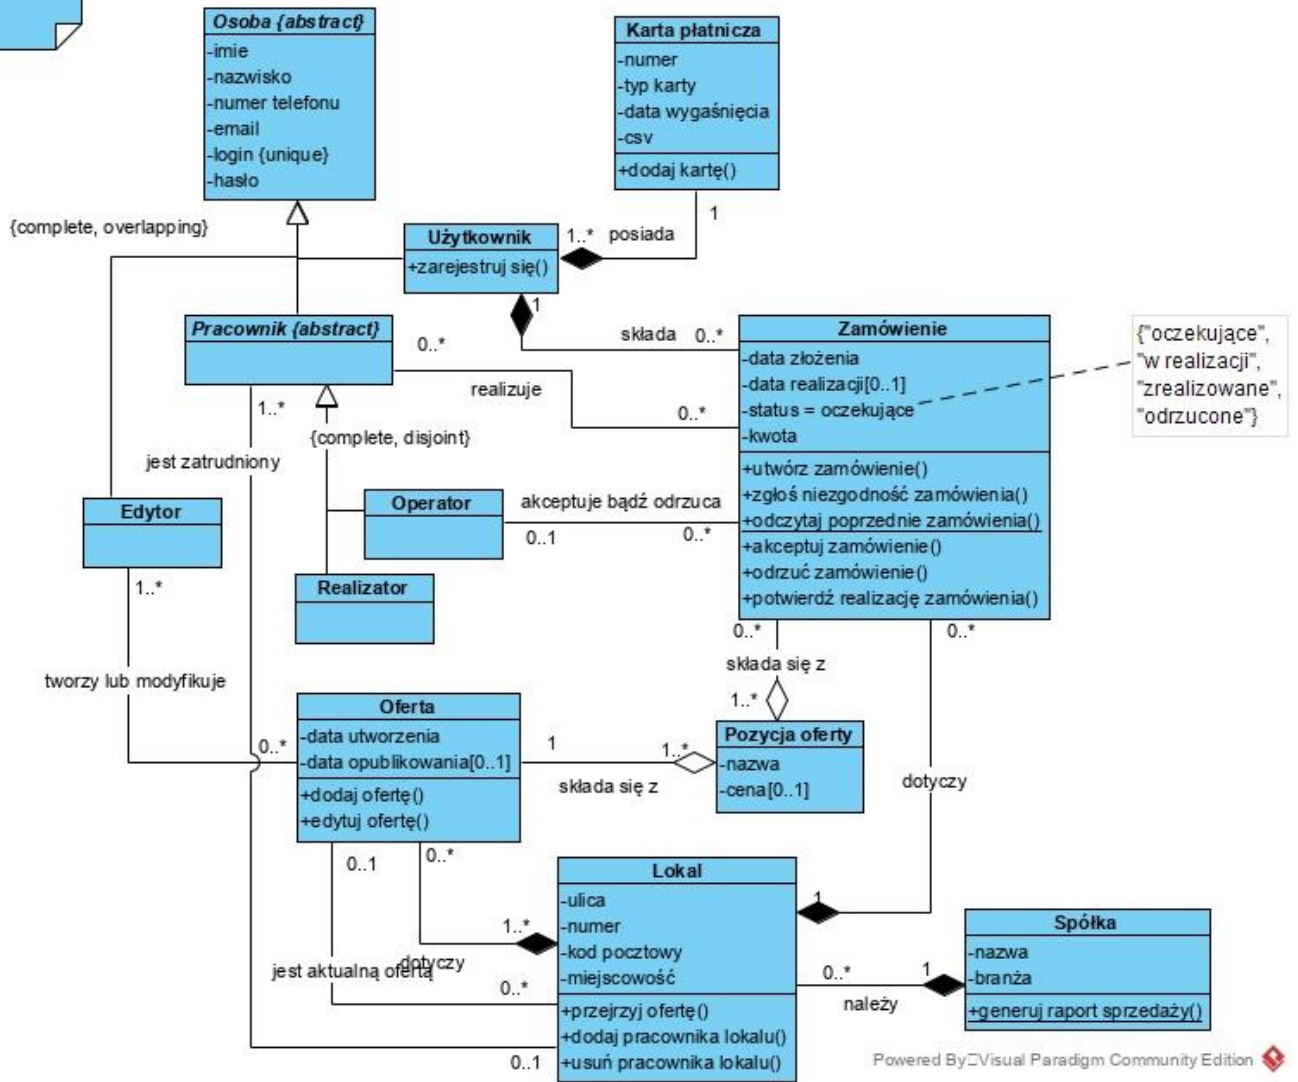 Osoba {abstract}
-imie
-nazwisko
-numer telefonu
-email
-login {unique}
-hasło
Karta płatnicza
-numer
-typ karty
-data wygaśnięcia
-csv
+dodaj kartę()
{complete, overlapping}
Użytkownik
+zarejestruj się()
1..*
posiada
1
1
Pracownik {abstract}
0..*
składa
0..*
realizuje
0..*
Zamówienie
-data złożenia
-data realizacji[0..1]
-status = oczekujące
-kwota
+utwórz zamówienie()
+zgłoś niezgodność zamówienia()
+odczytaj poprzednie zamówienia()
+akceptuj zamówienie()
+odrzuć zamówienie()
+potwierdź realizację zamówienia()
{"oczekujące",
"w realizacji",
"zrealizowane",
"odrzucone"}
1..*
{complete, disjoint}
jest zatrudniony
Edytor
Operator
akceptuje bądź odrzuca
0..1
0..*
Realizator
1..*
tworzy lub modyfikuje
0..*
0..*
składa się z
1..*
0..*
Oferta
-data utworzenia
-data opublikowania[0..1]
+dodaj ofertę()
+edytuj ofertę()
1
1..*
składa się z
Pozycja oferty
-nazwa
-cena[0..1]
dotyczy
0..1
0..*
1..*
dotyczy
jest aktualną ofertą
0..*
0..1
Lokal
-ulica
-numer
-kod pocztowy
-miejscowość
+przejrzyj ofertę()
+dodaj pracownika lokalu()
+usuń pracownika lokalu()
1
0..*
1
należy
Spółka
-nazwa
-branża
+generuj raport sprzedaży()
Powered By Visual Paradigm Community Edition